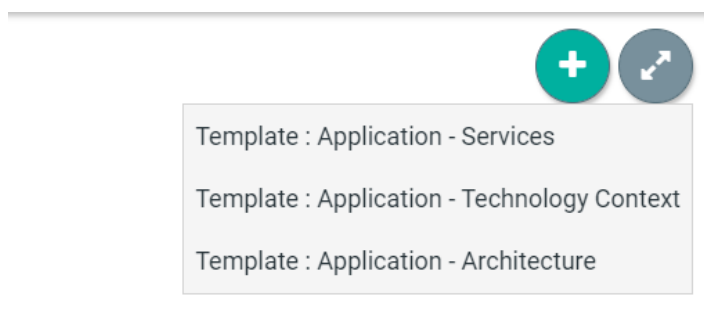 Template : Application - Services
Template : Application - Technology Context
Template : Application - Architecture